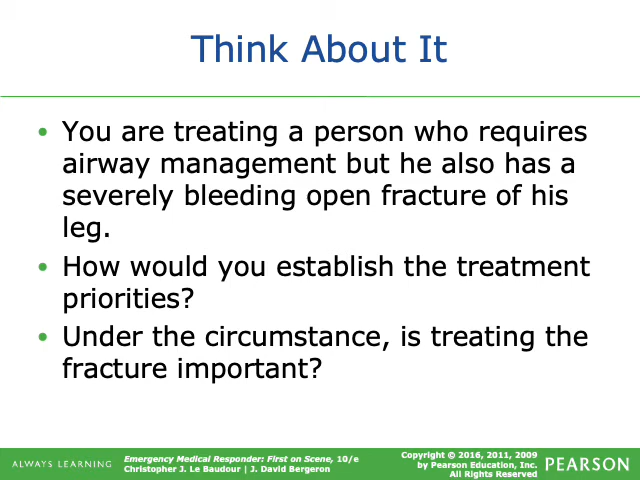 Think About It
• You are treating a person who requires
airway management but he also has a
severely bleeding open fracture of his
leg.
• How would you establish the treatment
priorities?
• Under the circumstance, is treating the
fracture important?
ALWAYS LEARNING
Emergency Medical Responder: First on Scene, 10/e
Christopher J. Le Baudour | J. David Bergeron
Copyright © 2016, 2011, 2009
by Pearson Education, Inc.
All Rights Reserved
PEARSON